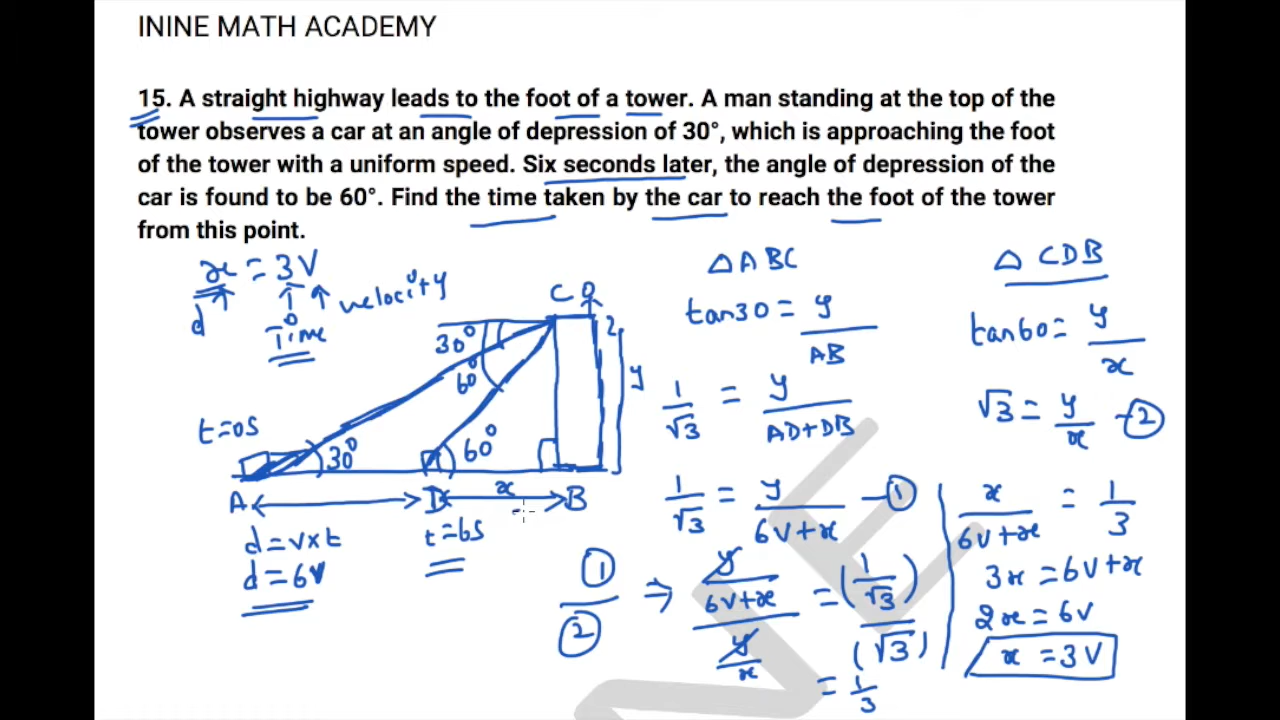 ININE MATH ACADEMY
15. A straight highway leads to the foot of a tower. A man standing at the top of the
tower observes a car at an angle of depression of 30°, which is approaching the foot
of the tower with a uniform speed. Six seconds later, the angle of depression of the
car is found to be 60°. Find the time taken by the car to reach the foot of the tower
from this point.
x = 3V
d
Time
velocity
t=0s
A
30°
d = v×t
d = 6V
C
30°
60°
60°
y
D
x
B
t=6s
△ABC
tan30 = y/AB
1/√3 = y/AD+DB
1/√3 = y/6V+x –①
①/② ⇒ (y/6V+x)/(y/x) = (1/√3)/(√3)
= 1/3
△ CDB
tan60 = y/x
√3 = y/x –②
x/6V+x = 1/3
3x = 6V+x
2x = 6V
x = 3V
NE